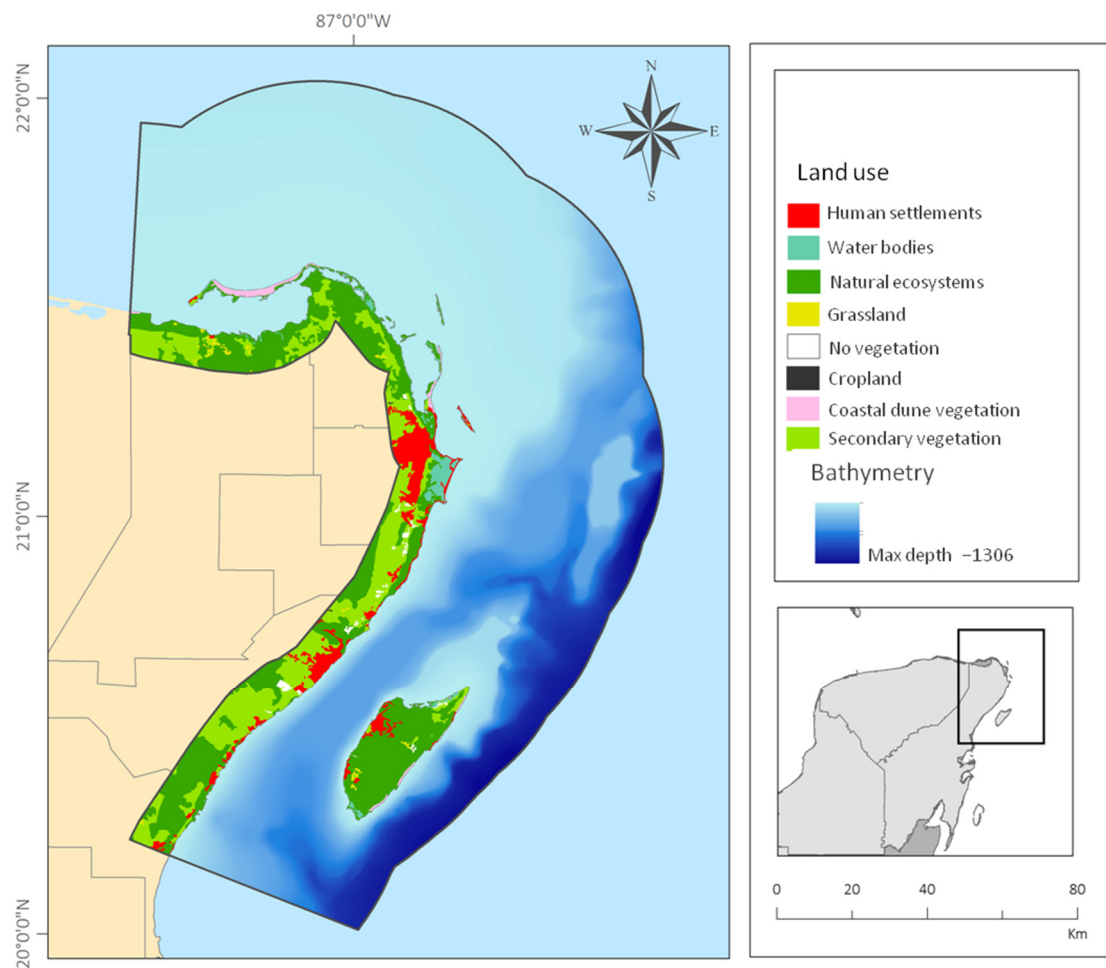 87°0'0"W
22°0'0"N
21°0'0"N
20°0'0"N
N
W
E
S
Land use
Human settlements
Water bodies
Natural ecosystems
Grassland
No vegetation
Cropland
Coastal dune vegetation
Secondary vegetation
Bathymetry
Max depth −1306
0 20 40 80
Km